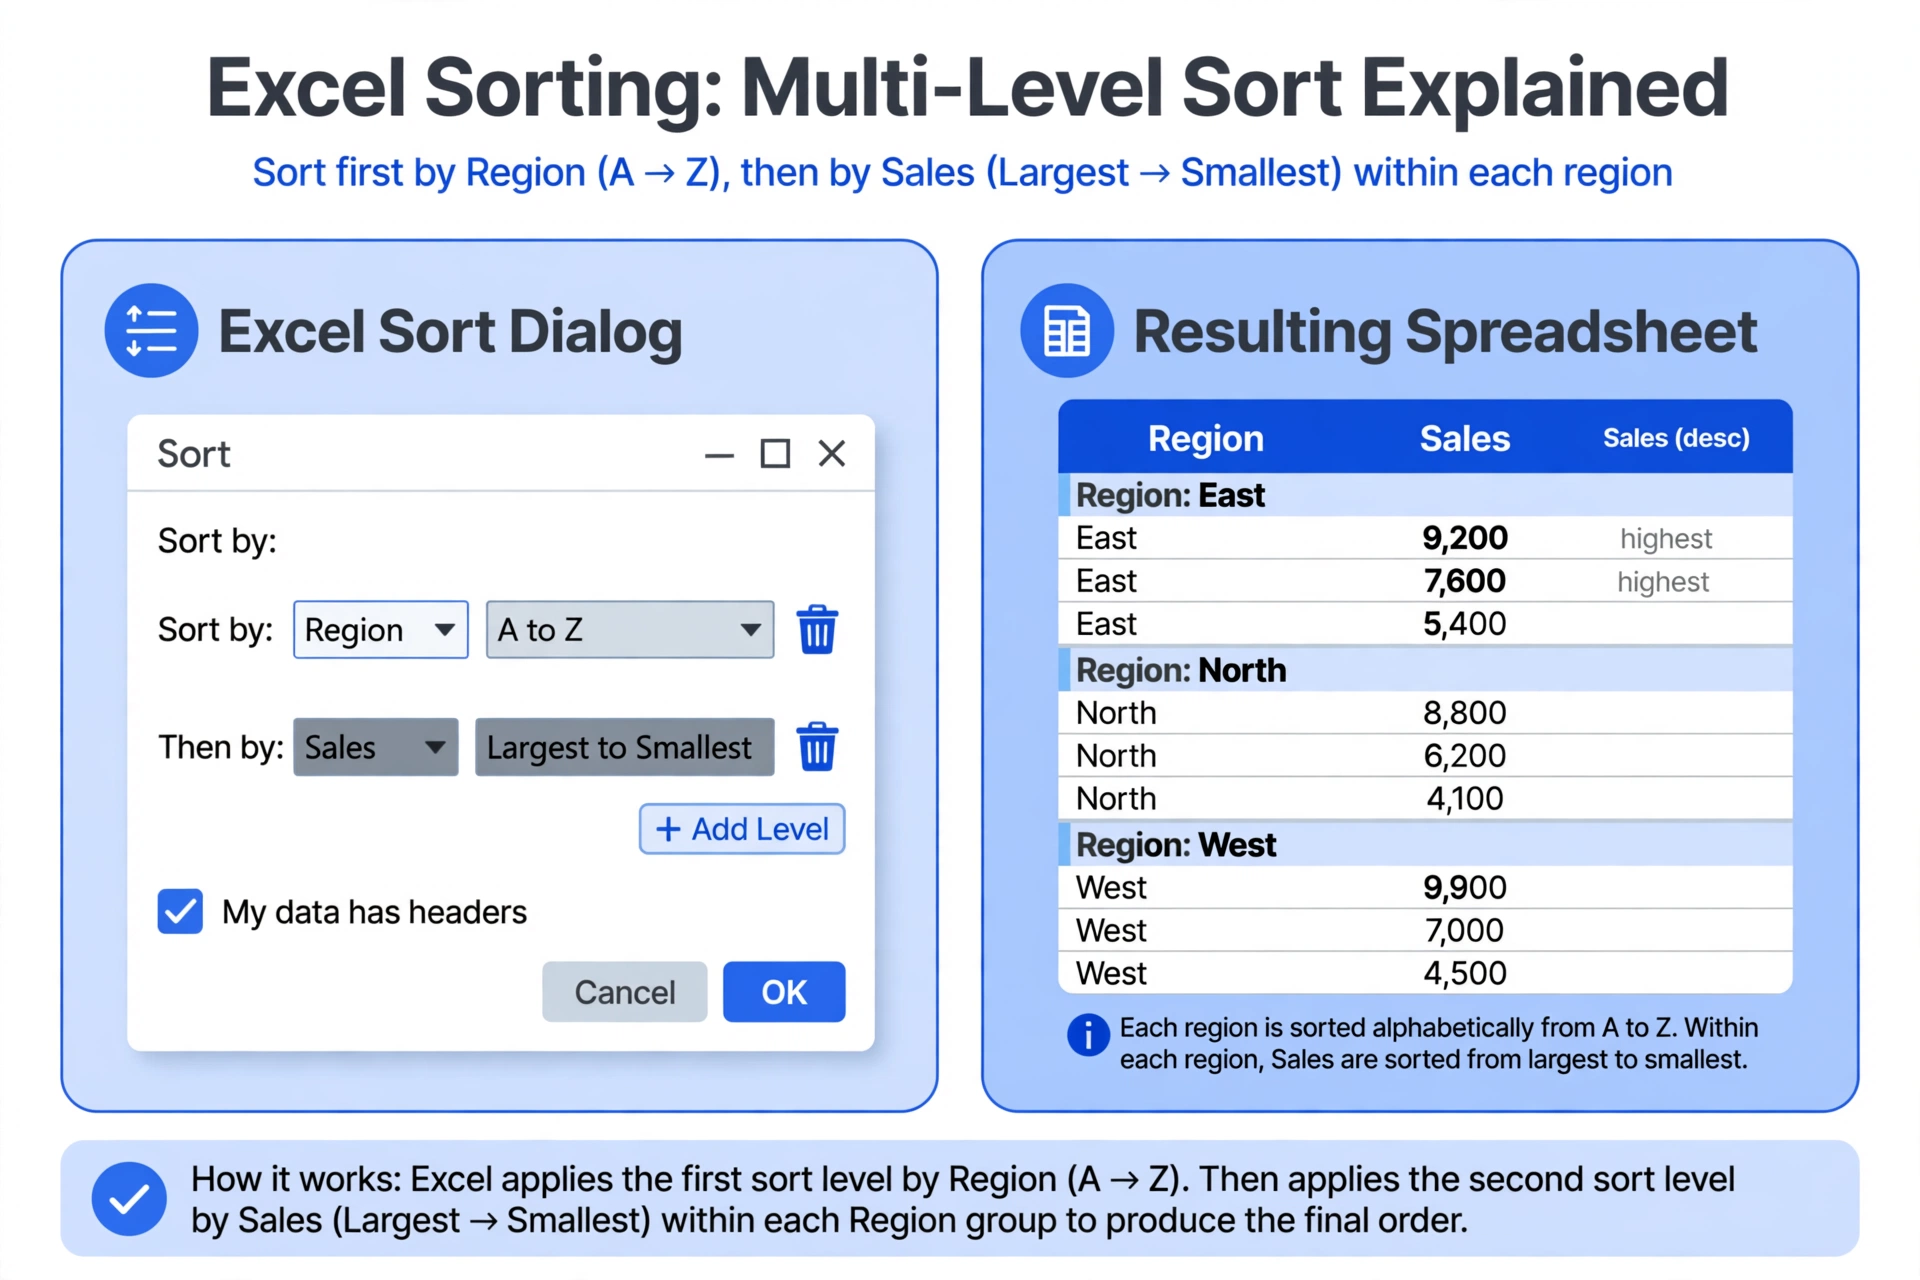 Excel Sorting: Multi-Level Sort Explained
Sort first by Region (A → Z), then by Sales (Largest → Smallest) within each region
Excel Sort Dialog
Sort
Sort by:
Sort by: Region A to Z
Then by: Sales Largest to Smallest
+ Add Level
My data has headers
Cancel OK
Resulting Spreadsheet
Region Sales Sales (desc)
Region: East
East 9,200 highest
East 7,600 highest
East 5,400
Region: North
North 8,800
North 6,200
North 4,100
Region: West
West 9,900
West 7,000
West 4,500
Each region is sorted alphabetically from A to Z. Within
each region, Sales are sorted from largest to smallest.
How it works: Excel applies the first sort level by Region (A → Z). Then applies the second sort level
by Sales (Largest → Smallest) within each Region group to produce the final order.